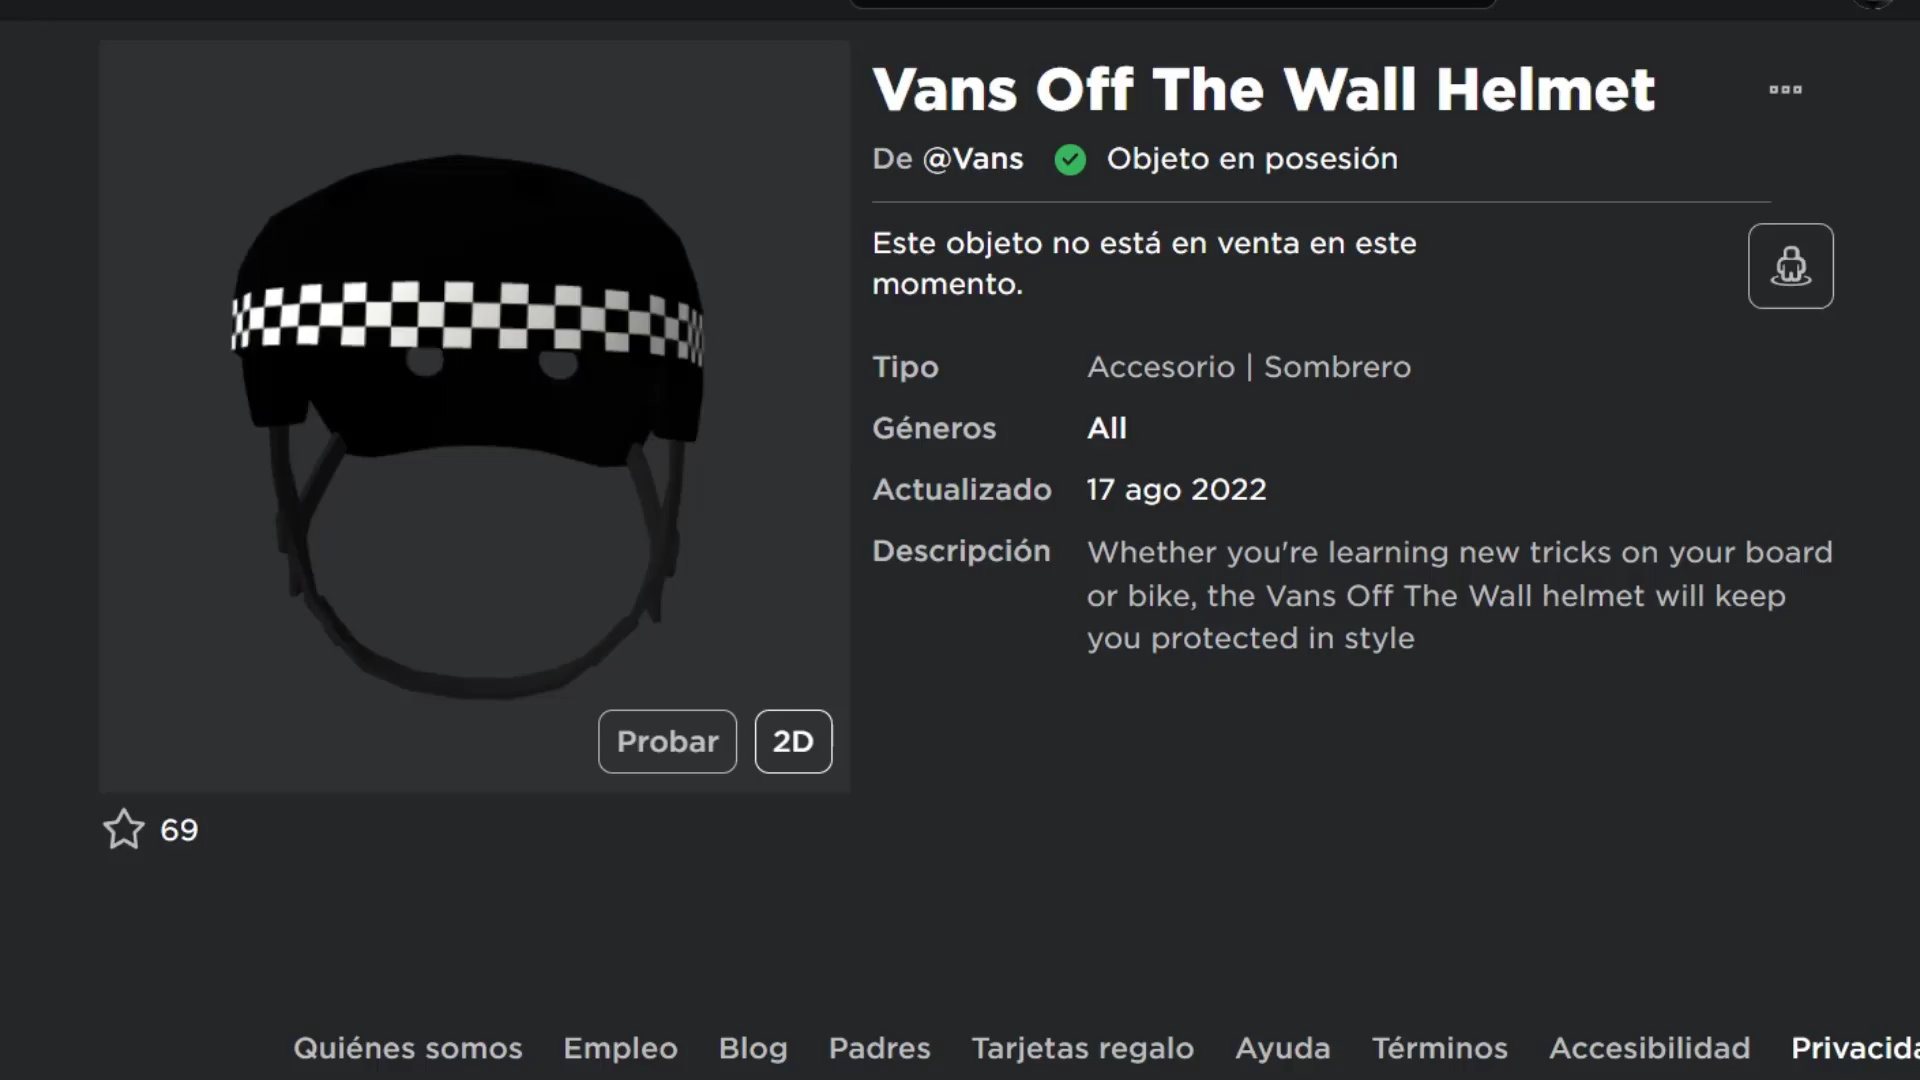 Vans Off The Wall Helmet
De @Vans Objeto en posesión
Este objeto no está en venta en este
momento.
Tipo Accesorio | Sombrero
Géneros All
Actualizado 17 ago 2022
Descripción Whether you're learning new tricks on your board
or bike, the Vans Off The Wall helmet will keep
you protected in style
Probar 2D
69
Quiénes somos Empleo Blog Padres Tarjetas regalo Ayuda Términos Accesibilidad